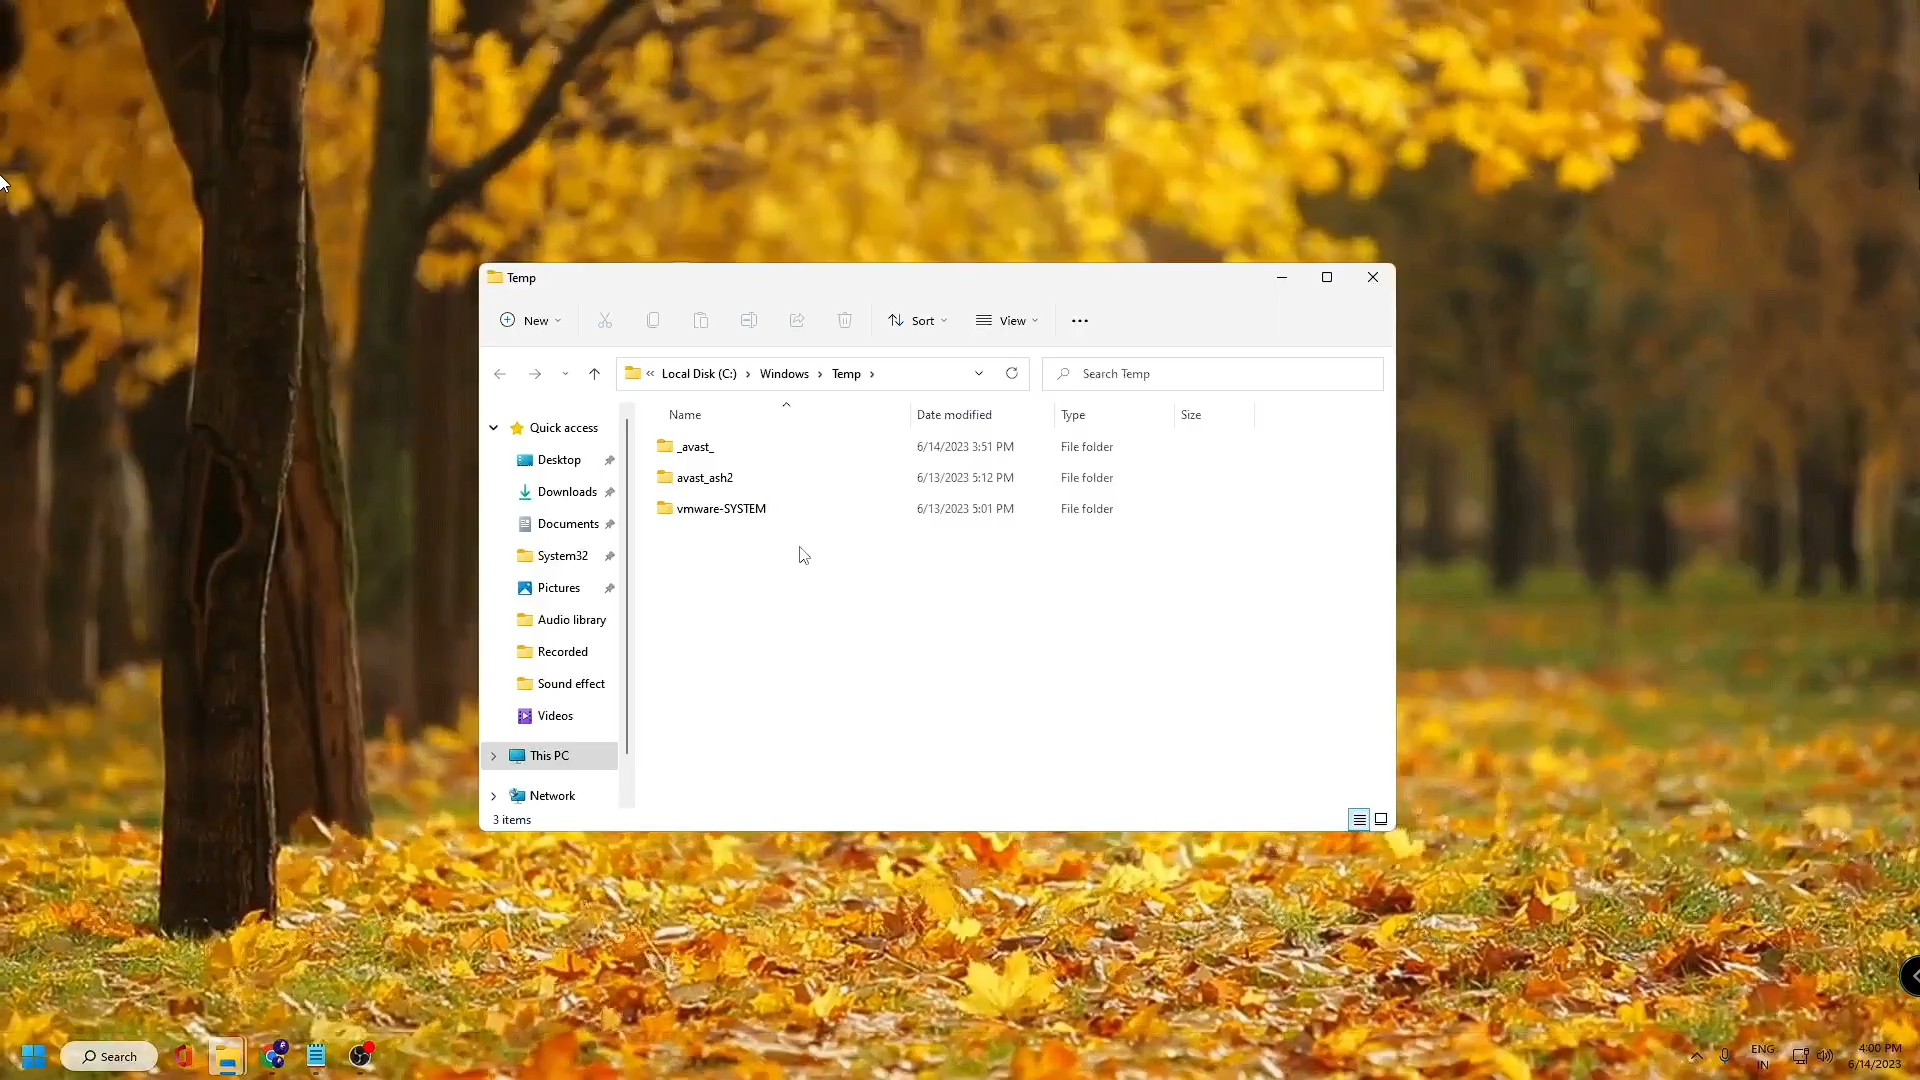 Temp
New
Sort
View
Local Disk (C:) Windows Temp
Search Temp
Name Date modified Type Size
Quick access
Desktop
Downloads
Documents
System32
Pictures
Audio library
Recorded
Sound effect
Videos
This PC
Network
_avast_ 6/14/2023 3:51 PM File folder
avast_ash2 6/13/2023 5:12 PM File folder
vmware-SYSTEM 6/13/2023 5:01 PM File folder
3 items
Search
ENG
IN
4:00 PM
6/14/2023